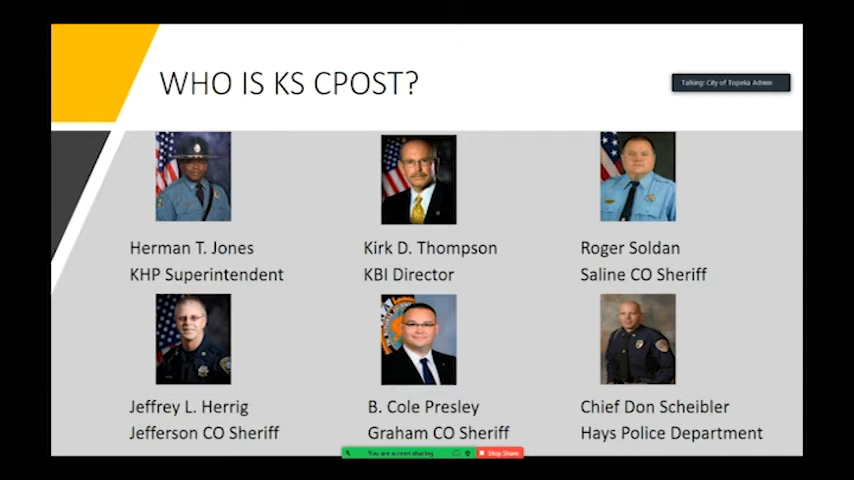 WHO IS KS CPOST?
Talking: City of Topeka Admin
Herman T. Jones
KHP Superintendent
Kirk D. Thompson
KBI Director
Roger Soldan
Saline CO Sheriff
Jeffrey L. Herrig
Jefferson CO Sheriff
B. Cole Presley
Graham CO Sheriff
Chief Don Scheibler
Hays Police Department
You are screen sharing
Stop Share